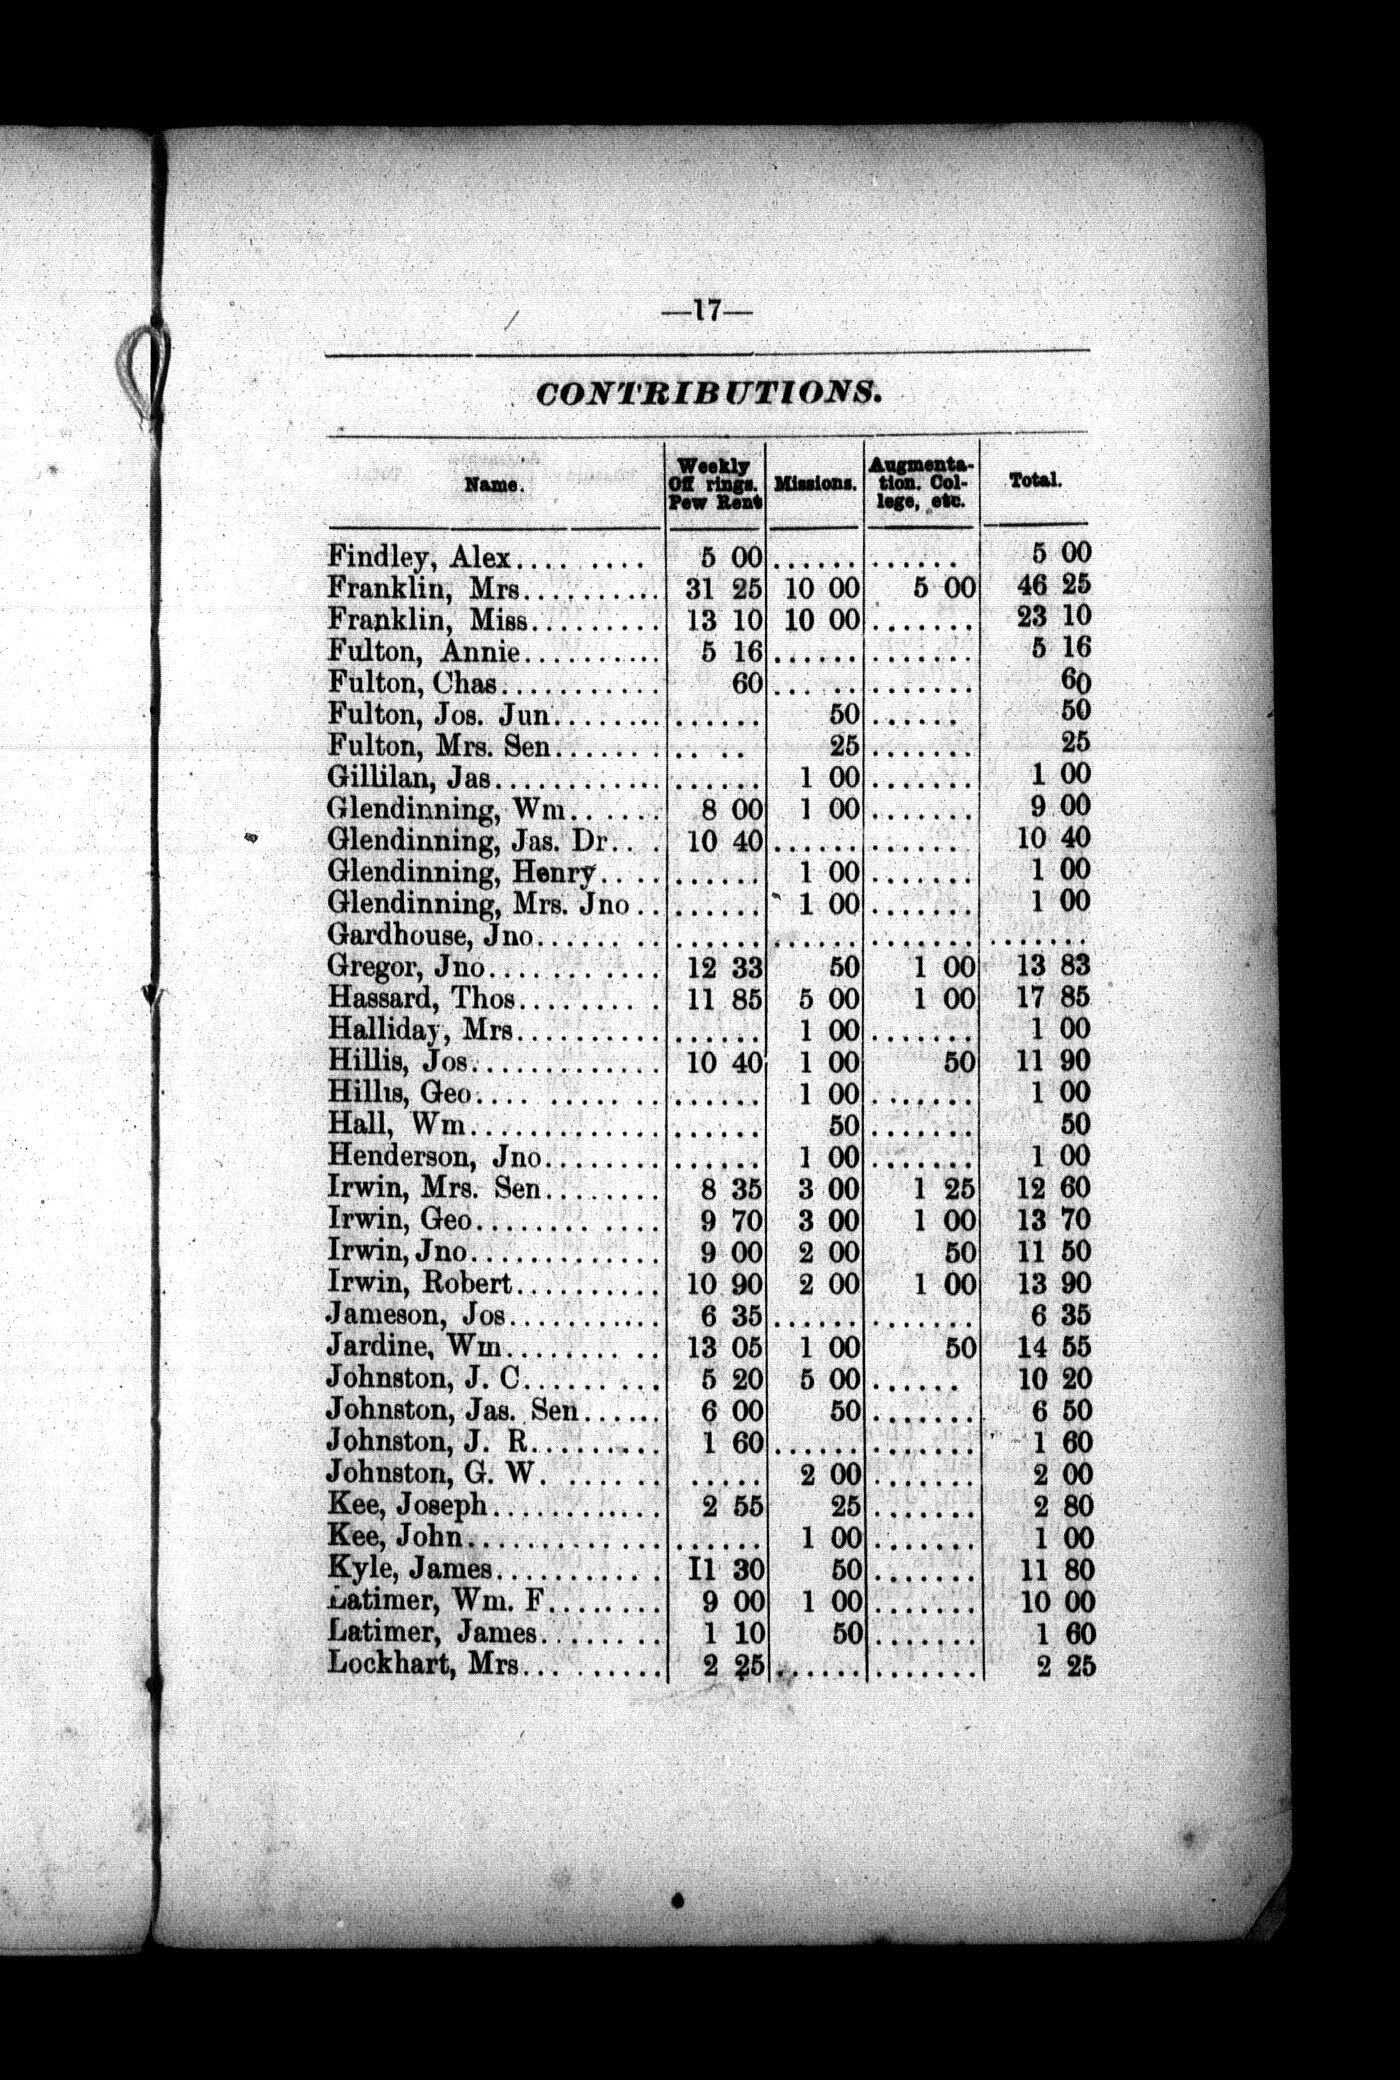 —17—
CONTRIBUTIONS.
Name. Weekly Off rings. Pew Rent Missions. Augmenta- tion. Col- lege, etc. Total.
Findley, Alex......... 5 00 ...... ...... 5 00
Franklin, Mrs.......... 31 25 10 00 5 00 46 25
Franklin, Miss......... 13 10 10 00 ....... 23 10
Fulton, Annie.......... 5 16 ...... ....... 5 16
Fulton, Chas........... 60 ... .. ....... 60
Fulton, Jos. Jun........ ...... 50 ...... 50
Fulton, Mrs. Sen....... .. .. 25 ....... 25
Gillilan, Jas............ ...... 1 00 ....... 1 00
Glendinning, Wm...... 8 00 1 00 ....... 9 00
Glendinning, Jas. Dr.. . 10 40 ...... ...... 10 40
Glendinning, Henry.... ...... 1 00 ....... 1 00
Glendinning, Mrs. Jno .. ...... 1 00 ....... 1 00
Gardhouse, Jno...... .. ...... ...... ....... .......
Gregor, Jno........... 12 33 50 1 00 13 83
Hassard, Thos........ 11 85 5 00 1 00 17 85
Halliday, Mrs.......... ...... 1 00 ....... 1 00
Hillis, Jos............. 10 40 1 00 50 11 90
Hillis, Geo.... ....... ...... 1 00 ....... 1 00
Hall, Wm............. ...... 50 ....... 50
Henderson, Jno........ ...... 1 00 ....... 1 00
Irwin, Mrs. Sen........ 8 35 3 00 1 25 12 60
Irwin, Geo............ 9 70 3 00 1 00 13 70
Irwin, Jno............. 9 00 2 00 50 11 50
Irwin, Robert.......... 10 90 2 00 1 00 13 90
Jameson, Jos........... 6 35 ...... ....... 6 35
Jardine, Wm........ .. 13 05 1 00 50 14 55
Johnston, J. C......... 5 20 5 00 ...... 10 20
Johnston, Jas. Sen...... 6 00 50 ....... 6 50
Johnston, J. R......... 1 60 ...... ....... 1 60
Johnston, G. W. ...... ..... 2 00 ....... 2 00
Kee, Joseph............ 2 55 25 ....... 2 80
Kee, John............. ...... 1 00 ....... 1 00
Kyle, James........... 11 30 50 ....... 11 80
Latimer, Wm. F........ 9 00 1 00 ....... 10 00
Latimer, James........ 1 10 50 ....... 1 60
Lockhart, Mrs.......... 2 25 ...... ....... 2 25